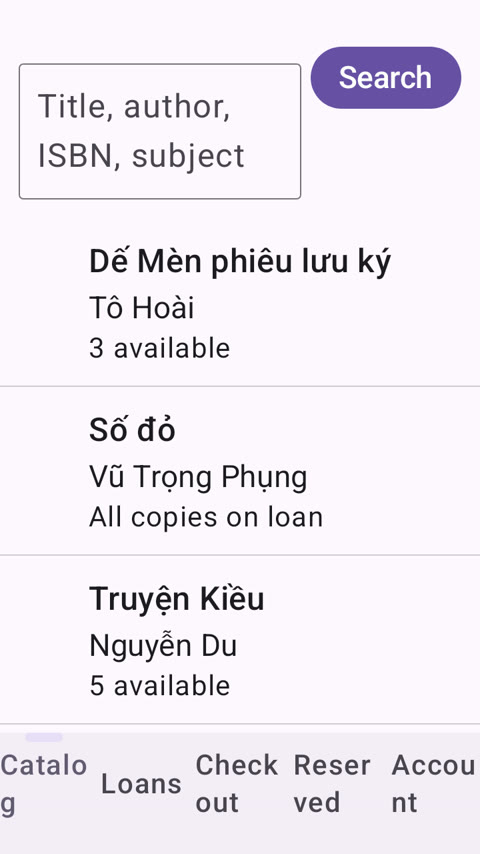 Title, author,
ISBN, subject
Search
Dế Mèn phiêu lưu ký
Tô Hoài
3 available
Số đỏ
Vũ Trọng Phụng
All copies on loan
Truyện Kiều
Nguyễn Du
5 available
Catalo
g
Loans
Check
out
Reser
ved
Accou
nt